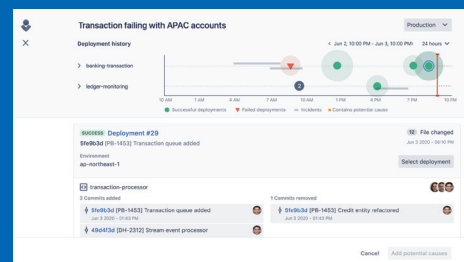 Transaction failing with APAC accounts
Production
Deployment history
Jun 2, 10:00 PM - Jun 3, 10:00 PM
24 hours
banking-transaction
ledger-monitoring
2
10 AM 1 AM 4 AM 7 AM 10 AM 1 PM 4 PM 7 PM 10 PM
Successful deployments Failed deployments Incidents Contains potential causes
SUCCESS Deployment #29
12 File changed
5fe9b3d [PB-1453] Transaction queue added
Jun 3 2020 - 08:10 PM
Environment
ap-northeast-1
Select deployment
transaction-processor
3 Commits added
1 Commits removed
5fe9b3d [PB-1453] Transaction queue added
Jun 3 2020 - 01:43 PM
5fe9b3d [PB-1453] Credit entity refactored
Jun 3 2020 - 01:43 PM
49d4f3d [DH-2312] Stream event processor
Cancel
Add potential causes